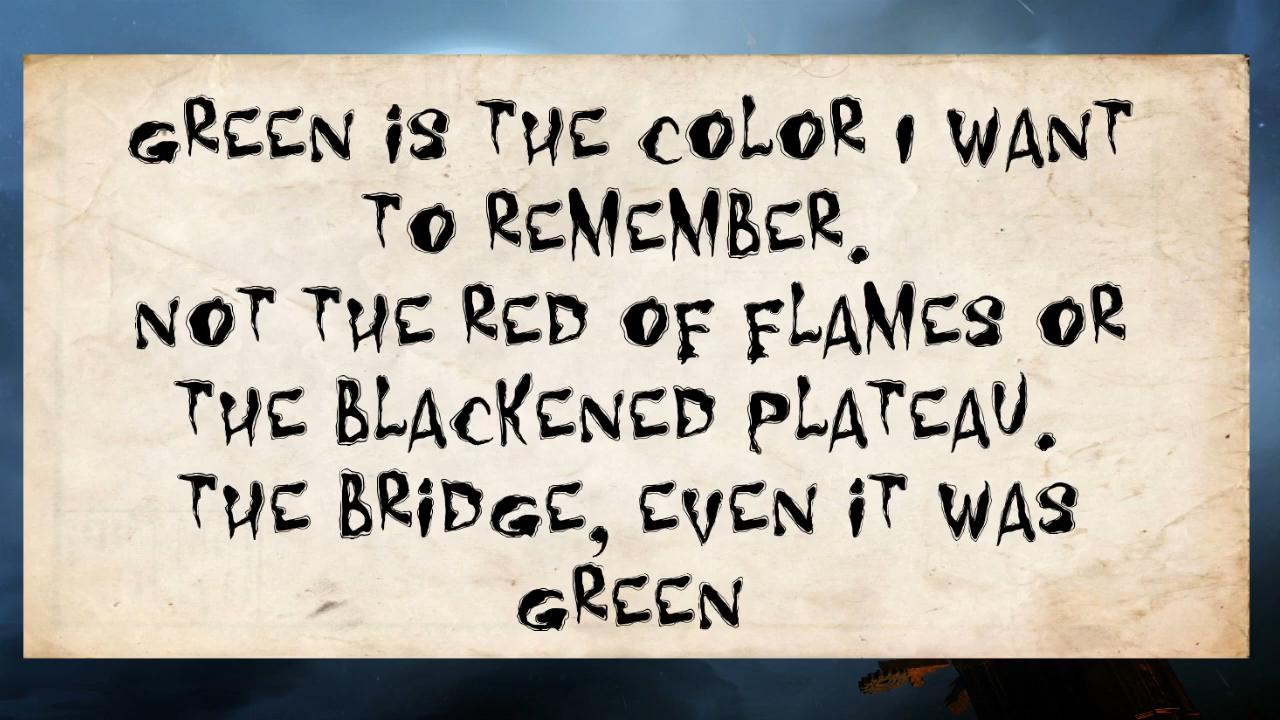 GREEN IS THE COLOR I WANT
TO REMEMBER.
NOT THE RED OF FLAMES OR
THE BLACKENED PLATEAU.
THE BRIDGE, EVEN IT WAS
GREEN